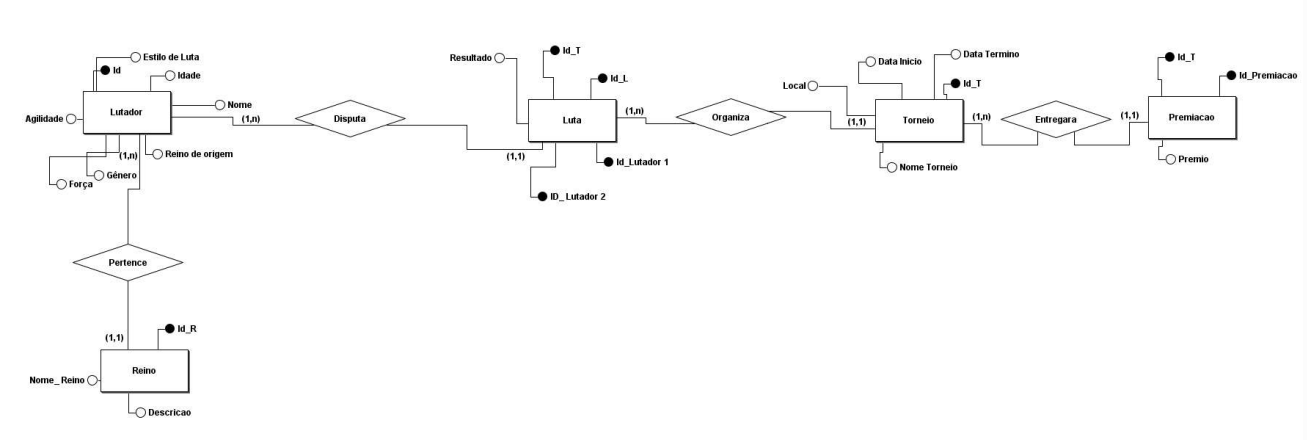 Estilo de Luta
Id
Idade
Lutador
Nome
Agilidade
(1,n)
Reino de origem
(1,n)
Gênero
Força
Disputa
Resultado
Id_T
Id_L
Luta
(1,n)
(1,1)
Id_Lutador 1
ID_ Lutador 2
Organiza
Data Inicio
Data Termino
Local
Id_T
Torneio
(1,1)
(1,n)
Nome Torneio
Entregara
Id_T
Id_Premiacao
(1,1)
Premiacao
Premio
Pertence
(1,1)
Id_R
Reino
Nome_ Reino
Descricao